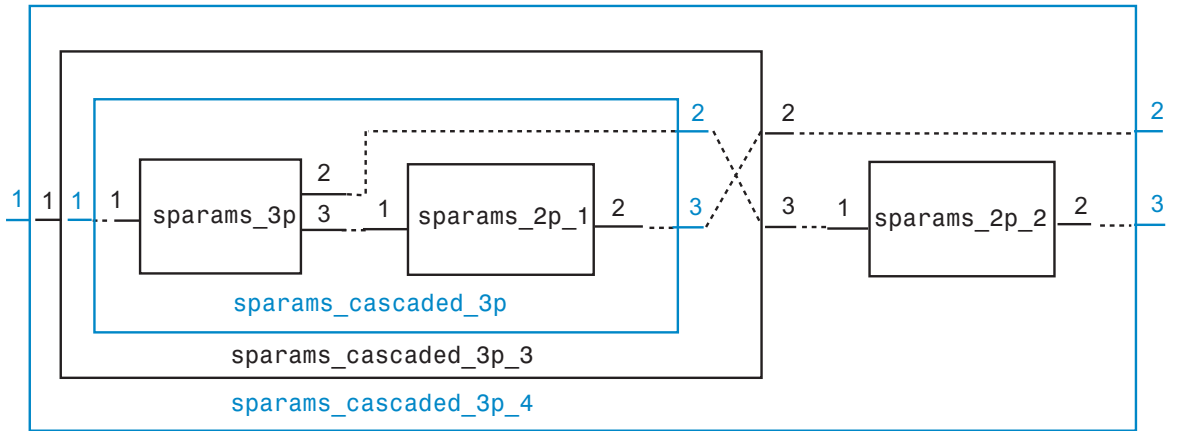 2
2
2
2
1
1
1
1
sparams_3p
3
1
sparams_2p_1
2
3
3
1
sparams_2p_2
2
3
sparams_cascaded_3p
sparams_cascaded_3p_3
sparams_cascaded_3p_4